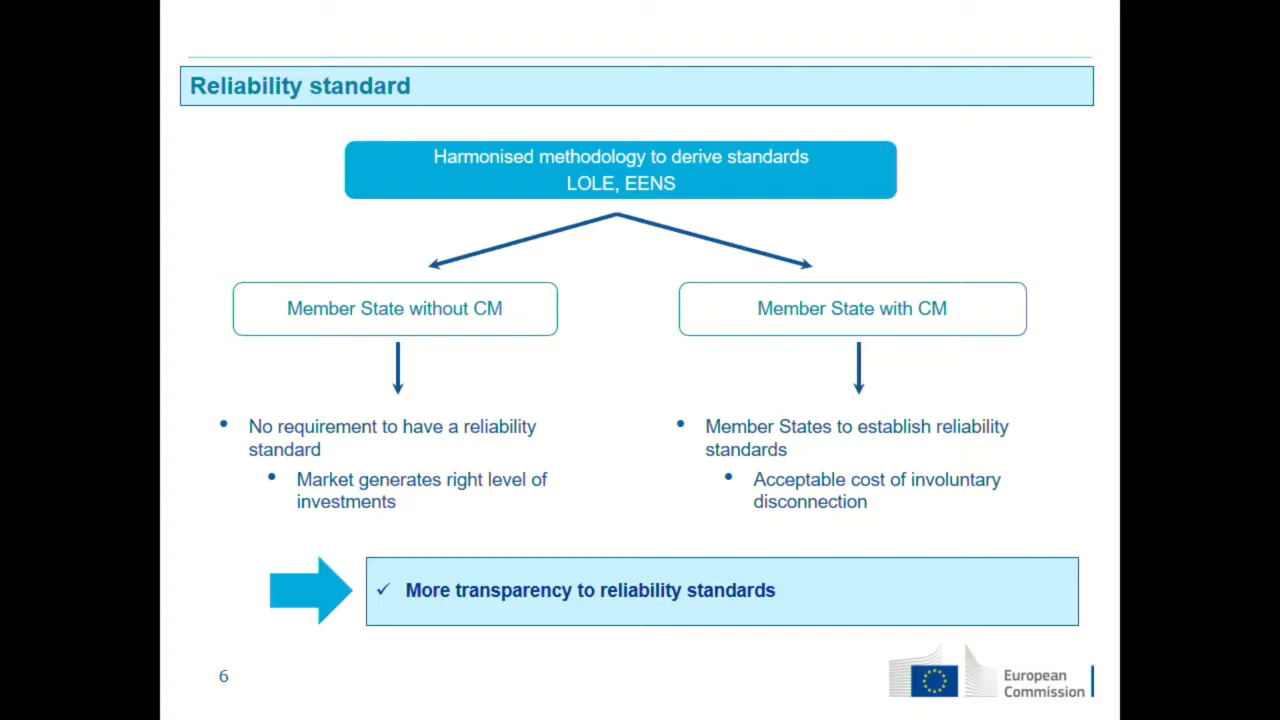 Reliability standard
Harmonised methodology to derive standards
LOLE, EENS
Member State without CM
Member State with CM
• No requirement to have a reliability
standard
• Market generates right level of
investments
• Member States to establish reliability
standards
• Acceptable cost of involuntary
disconnection
✓ More transparency to reliability standards
6
European
Commission